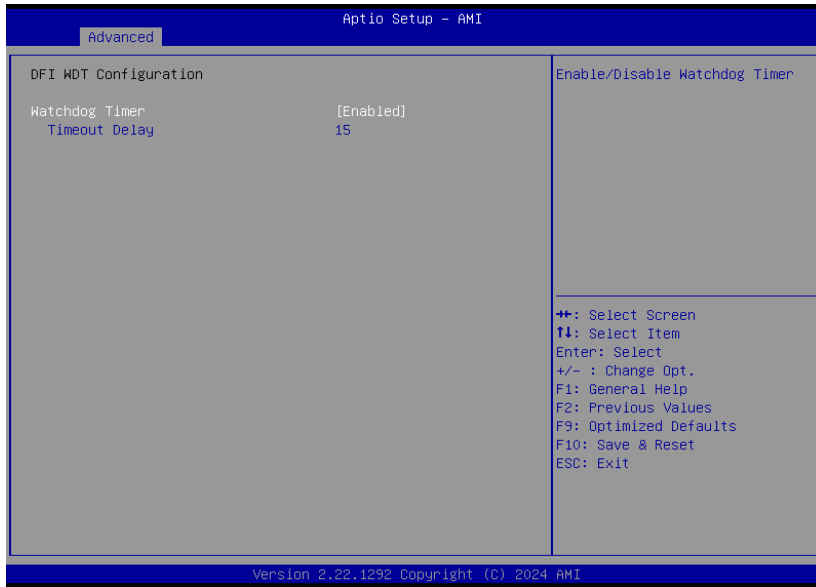 Aptio Setup – AMI
Advanced
DFI WDT Configuration
Watchdog Timer [Enabled]
Timeout Delay 15
Enable/Disable Watchdog Timer
→←: Select Screen
↑↓: Select Item
Enter: Select
+/- : Change Opt.
F1: General Help
F2: Previous Values
F9: Optimized Defaults
F10: Save & Reset
ESC: Exit
Version 2.22.1292 Copyright (C) 2024 AMI